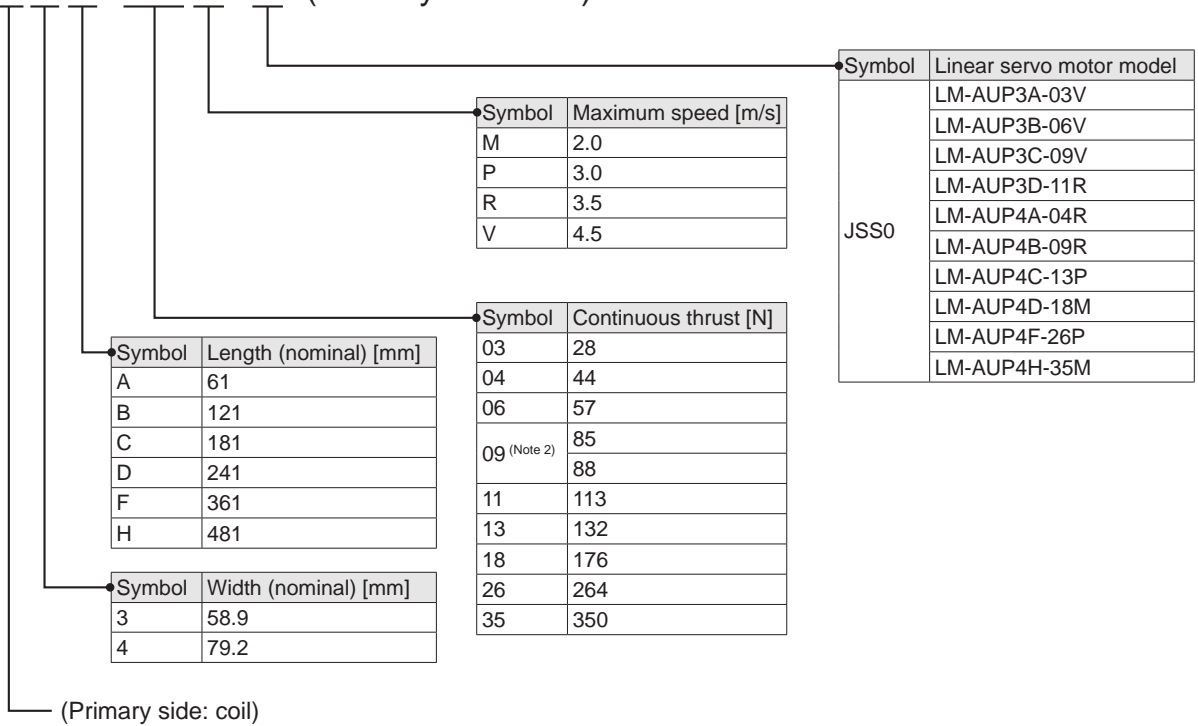 Symbol Linear servo motor model
JSS0
LM-AUP3A-03V
LM-AUP3B-06V
LM-AUP3C-09V
LM-AUP3D-11R
LM-AUP4A-04R
LM-AUP4B-09R
LM-AUP4C-13P
LM-AUP4D-18M
LM-AUP4F-26P
LM-AUP4H-35M
Symbol Maximum speed [m/s]
M 2.0
P 3.0
R 3.5
V 4.5
Symbol Continuous thrust [N]
03 28
04 44
06 57
09 (Note 2) 85
88
11 113
13 132
18 176
26 264
35 350
Symbol Length (nominal) [mm]
A 61
B 121
C 181
D 241
F 361
H 481
Symbol Width (nominal) [mm]
3 58.9
4 79.2
(Primary side: coil)